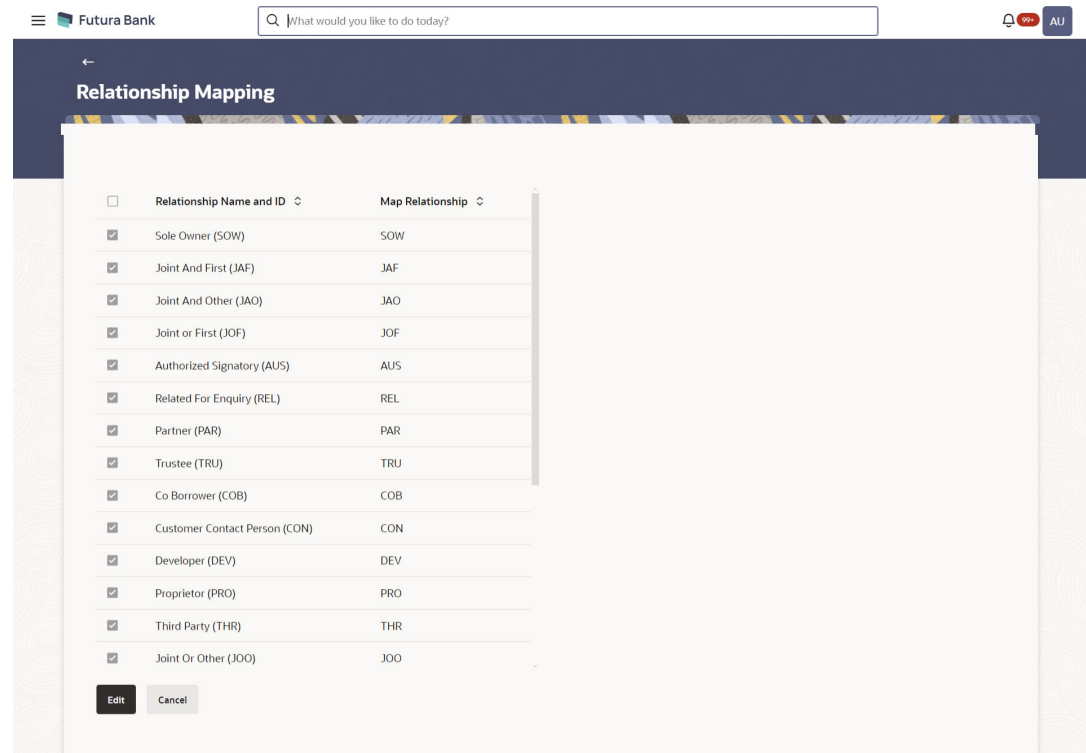 Futura Bank
What would you like to do today?
99+
AU
Relationship Mapping
Relationship Name and ID Map Relationship
Sole Owner (SOW) SOW
Joint And First (JAF) JAF
Joint And Other (JAO) JAO
Joint or First (JOF) JOF
Authorized Signatory (AUS) AUS
Related For Enquiry (REL) REL
Partner (PAR) PAR
Trustee (TRU) TRU
Co Borrower (COB) COB
Customer Contact Person (CON) CON
Developer (DEV) DEV
Proprietor (PRO) PRO
Third Party (THR) THR
Joint Or Other (JOO) JOO
Edit Cancel